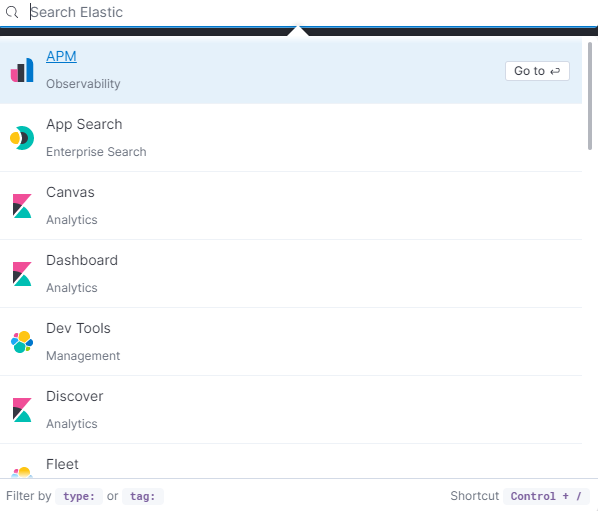 Search Elastic
APM
Go to
Observability
App Search
Enterprise Search
Canvas
Analytics
Dashboard
Analytics
Dev Tools
Management
Discover
Analytics
Fleet
Filter by type: or tag: Shortcut Control + /